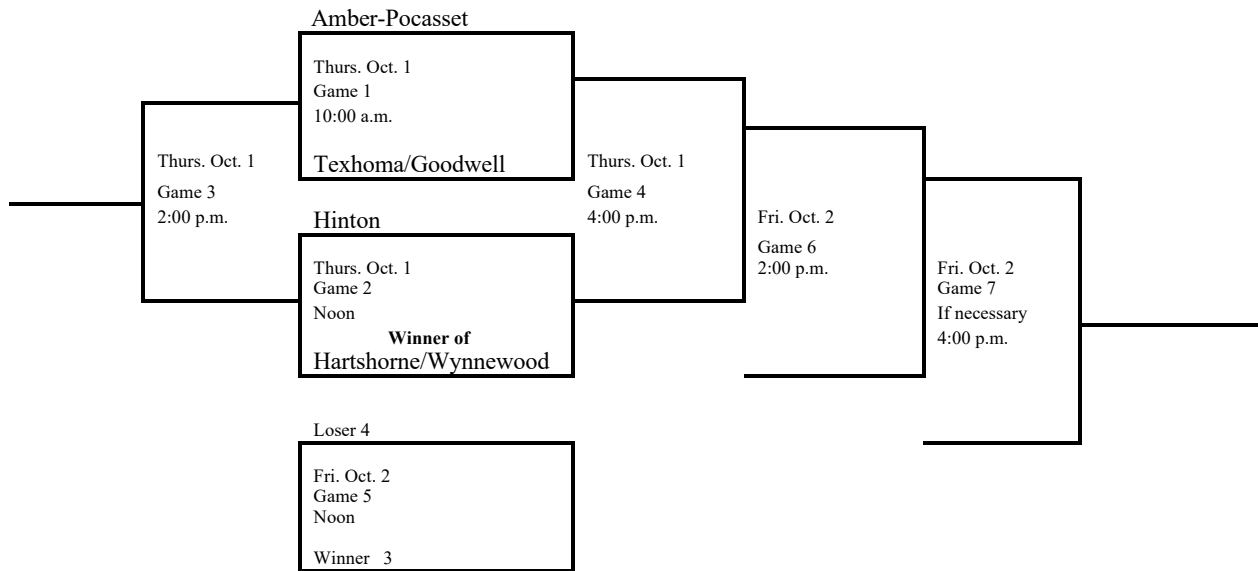 Amber-Pocasset
Thurs. Oct. 1
Game 1
10:00 a.m.
Texhoma/Goodwell
Thurs. Oct. 1
Game 3
2:00 p.m.
Thurs. Oct. 1
Game 4
4:00 p.m.
Hinton
Thurs. Oct. 1
Game 2
Noon
Winner of
Hartshorne/Wynnewood
Fri. Oct. 2
Game 6
2:00 p.m.
Fri. Oct. 2
Game 7
If necessary
4:00 p.m.
Loser 4
Fri. Oct. 2
Game 5
Noon
Winner 3